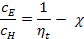 c_E / c_H = 1 / η_t − χ